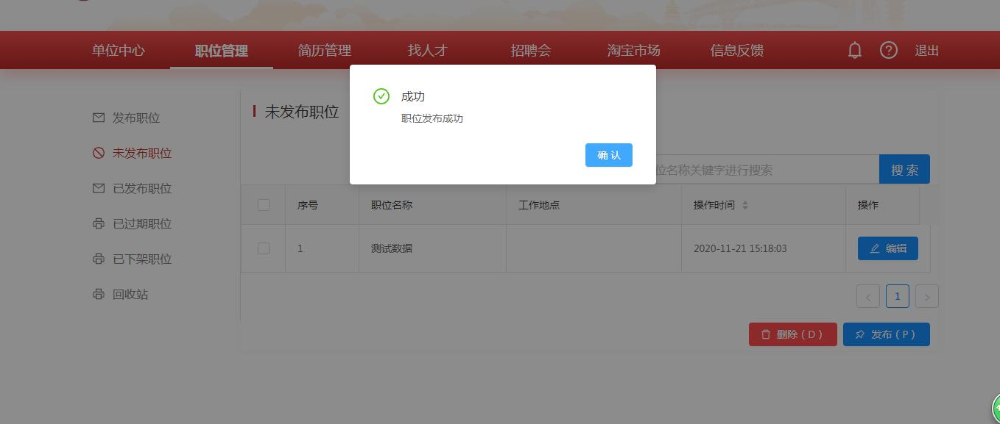 单位中心 职位管理 简历管理 找人才 招聘会 淘宝市场 信息反馈 退出
发布职位
未发布职位
已发布职位
已过期职位
已下架职位
回收站
未发布职位
成功
职位发布成功
确 认
位名称关键字进行搜索 搜 索
序号 职位名称 工作地点 操作时间 操作
1 测试数据 2020-11-21 15:18:03 编辑
< 1 >
删除 ( D ) 发布 ( P )